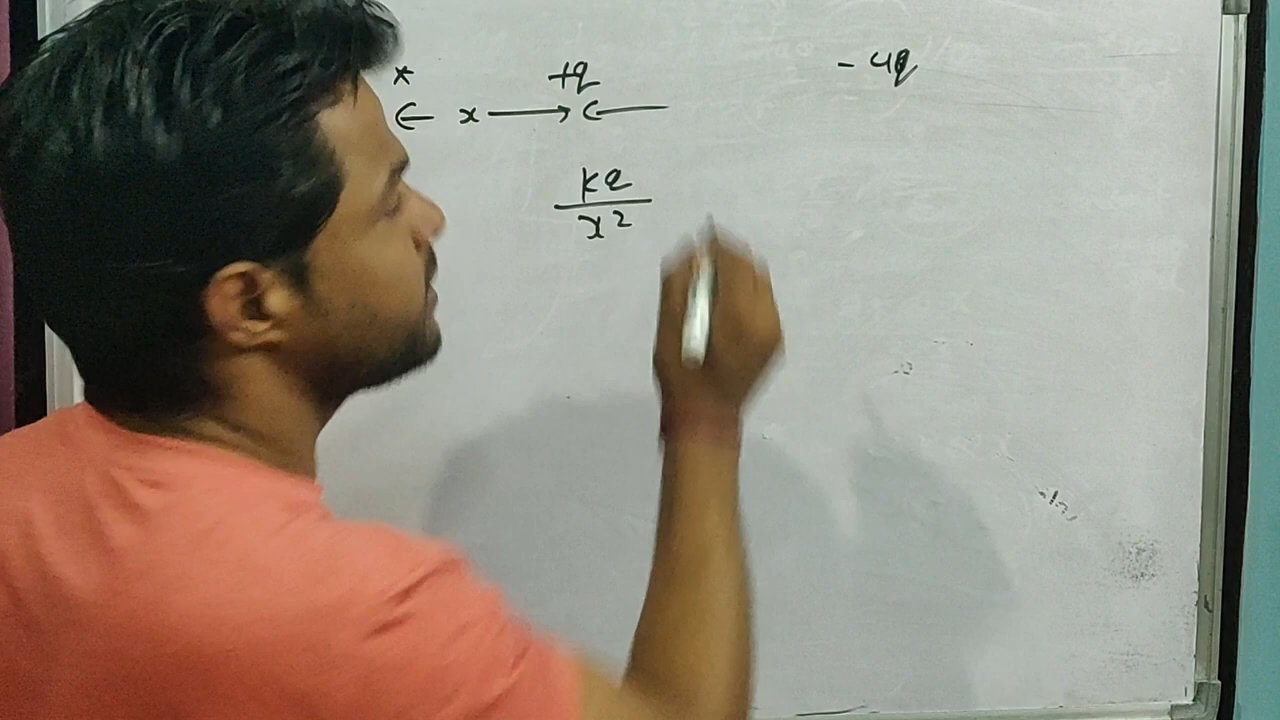 * +q - 4q
← x ⟶ ←
kq
x²